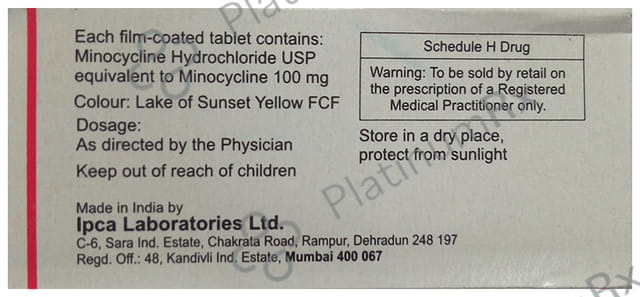 Each film-coated tablet contains:
Minocycline Hydrochloride USP
equivalent to Minocycline 100 mg
Colour: Lake of Sunset Yellow FCF
Dosage:
As directed by the Physician
Keep out of reach of children
Schedule H Drug
Warning: To be sold by retail on
the prescription of a Registered
Medical Practitioner only.
Store in a dry place,
protect from sunlight
Made in India by
Ipca Laboratories Ltd.
C-6, Sara Ind. Estate, Chakrata Road, Rampur, Dehradun 248 197
Regd. Off.: 48, Kandivli Ind. Estate, Mumbai 400 067
PlatinumRx